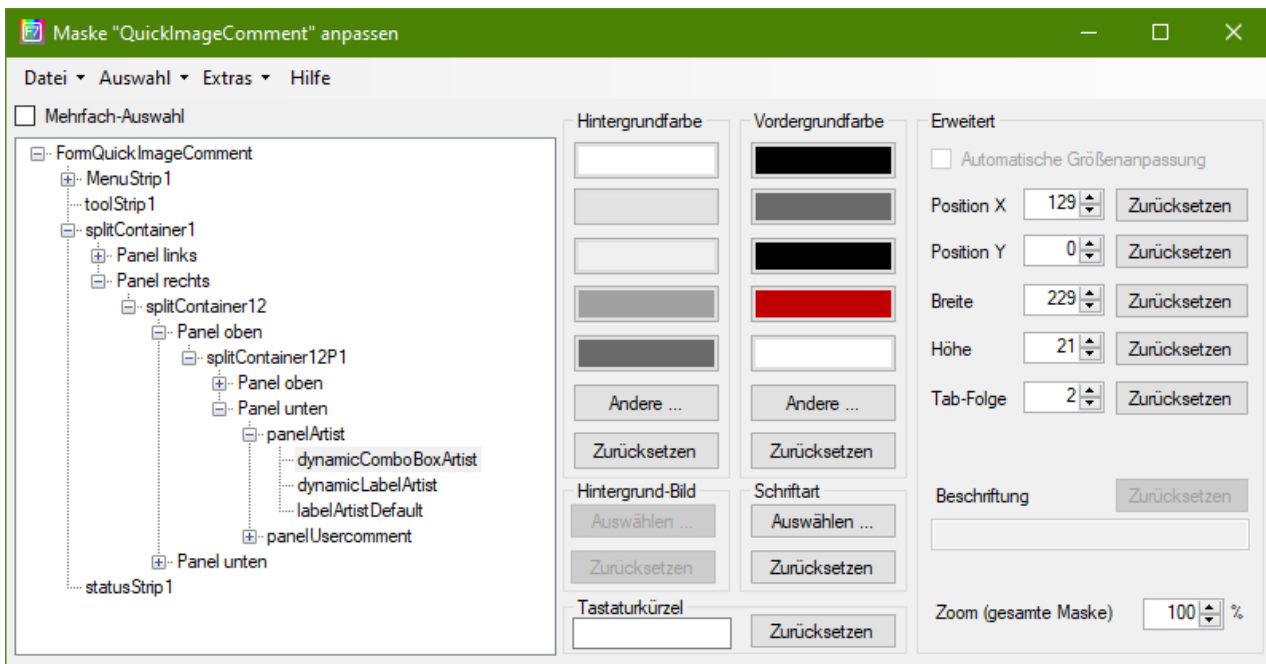 Maske "QuickImageComment" anpassen
Datei Auswahl Extras Hilfe
Mehrfach-Auswahl
FormQuickImageComment
MenuStrip1
toolStrip1
splitContainer1
Panel links
Panel rechts
splitContainer12
Panel oben
splitContainer12P1
Panel oben
Panel unten
panelArtist
dynamicComboBoxArtist
dynamicLabelArtist
labelArtistDefault
panelUsercomment
Panel unten
statusStrip1
Hintergrundfarbe
Andere ...
Zurücksetzen
Vordergrundfarbe
Andere ...
Zurücksetzen
Hintergrund-Bild
Auswählen ...
Zurücksetzen
Schriftart
Auswählen ...
Zurücksetzen
Tastaturkürzel
Zurücksetzen
Erweitert
Automatische Größenanpassung
Position X 129 Zurücksetzen
Position Y 0 Zurücksetzen
Breite 229 Zurücksetzen
Höhe 21 Zurücksetzen
Tab-Folge 2 Zurücksetzen
Beschriftung Zurücksetzen
Zoom (gesamte Maske) 100 %